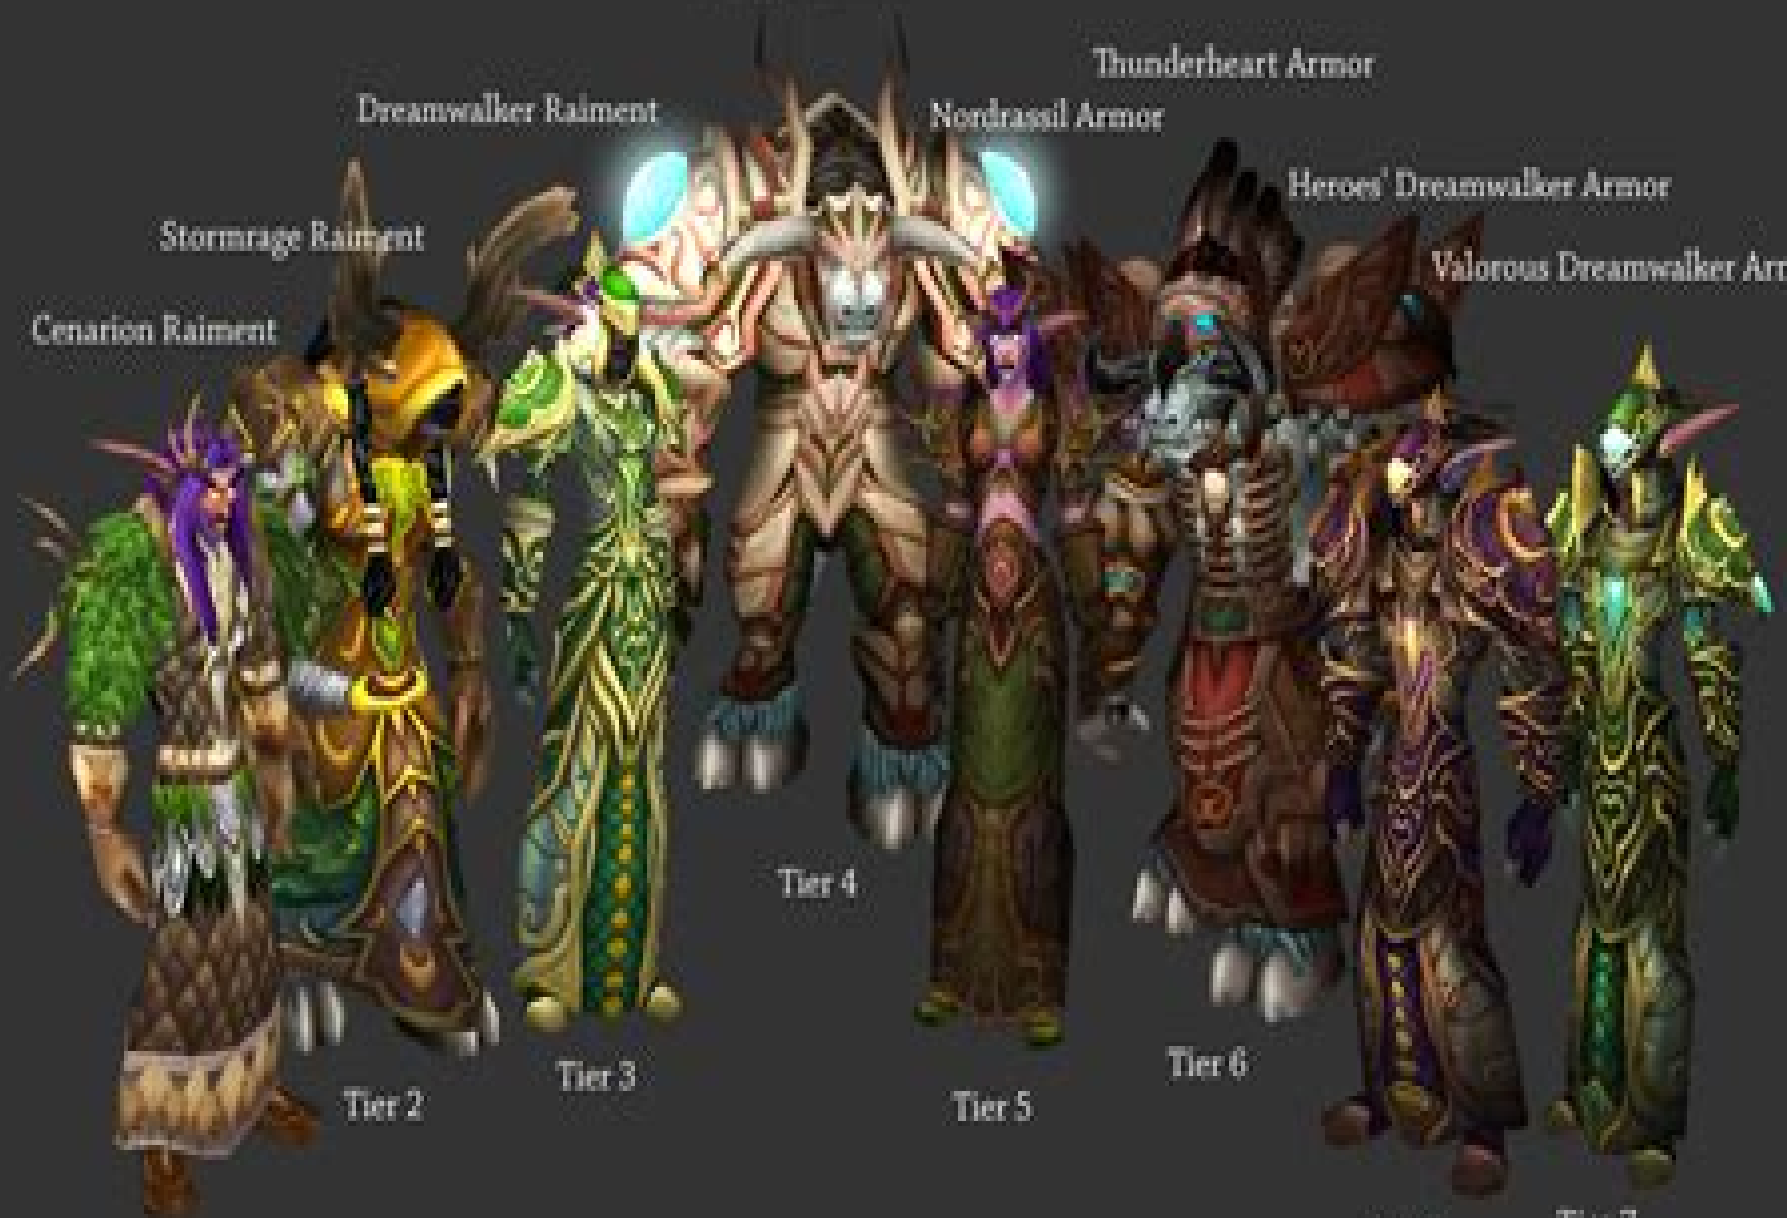 Thunderheart Armor
Dreamwalker Raiment
Nordrassil Armor
Heroes' Dreamwalker Armor
Stormrage Raiment
Valorous Dreamwalker Arm
Cenarion Raiment
Tier 4
Tier 6
Tier 3
Tier 2
Tier 5